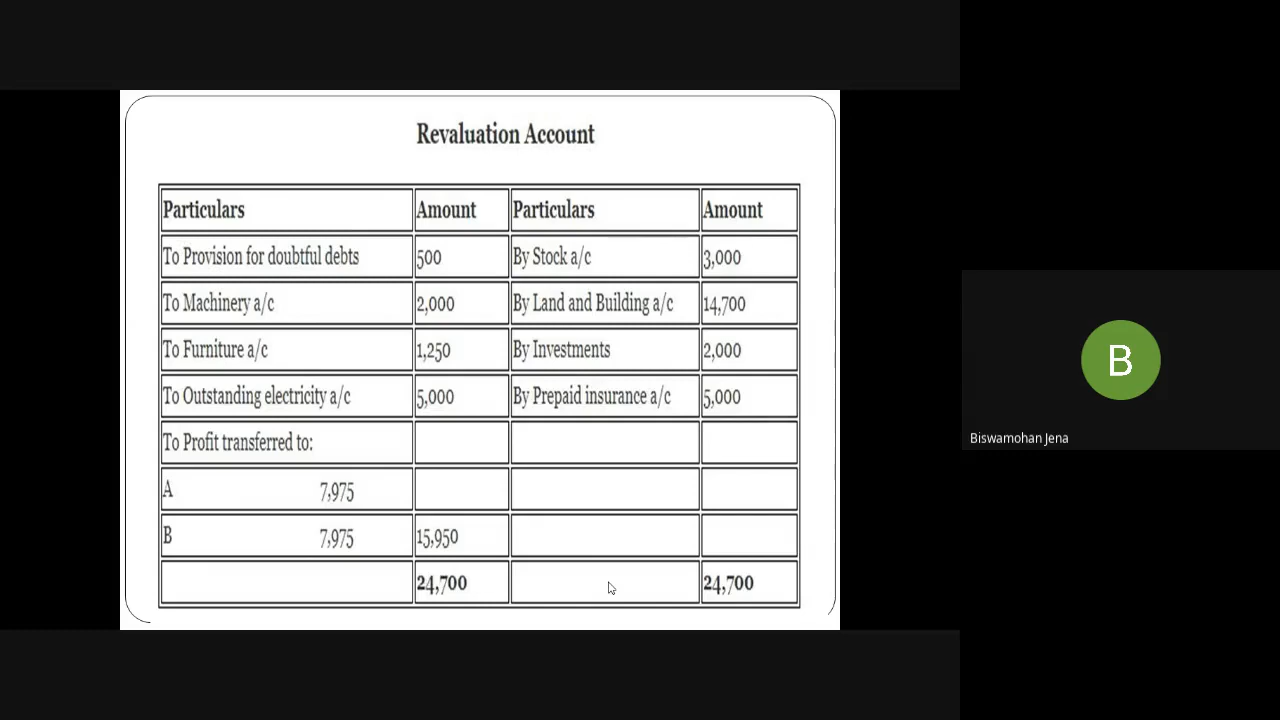 Revaluation Account
Particulars Amount Particulars Amount
To Provision for doubtful debts 500 By Stock a/c 3,000
To Machinery a/c 2,000 By Land and Building a/c 14,700
To Furniture a/c 1,250 By Investments 2,000
To Outstanding electricity a/c 5,000 By Prepaid insurance a/c 5,000
To Profit transferred to:
A 7,975
B 7,975 15,950
24,700 24,700
B
Biswamohan Jena